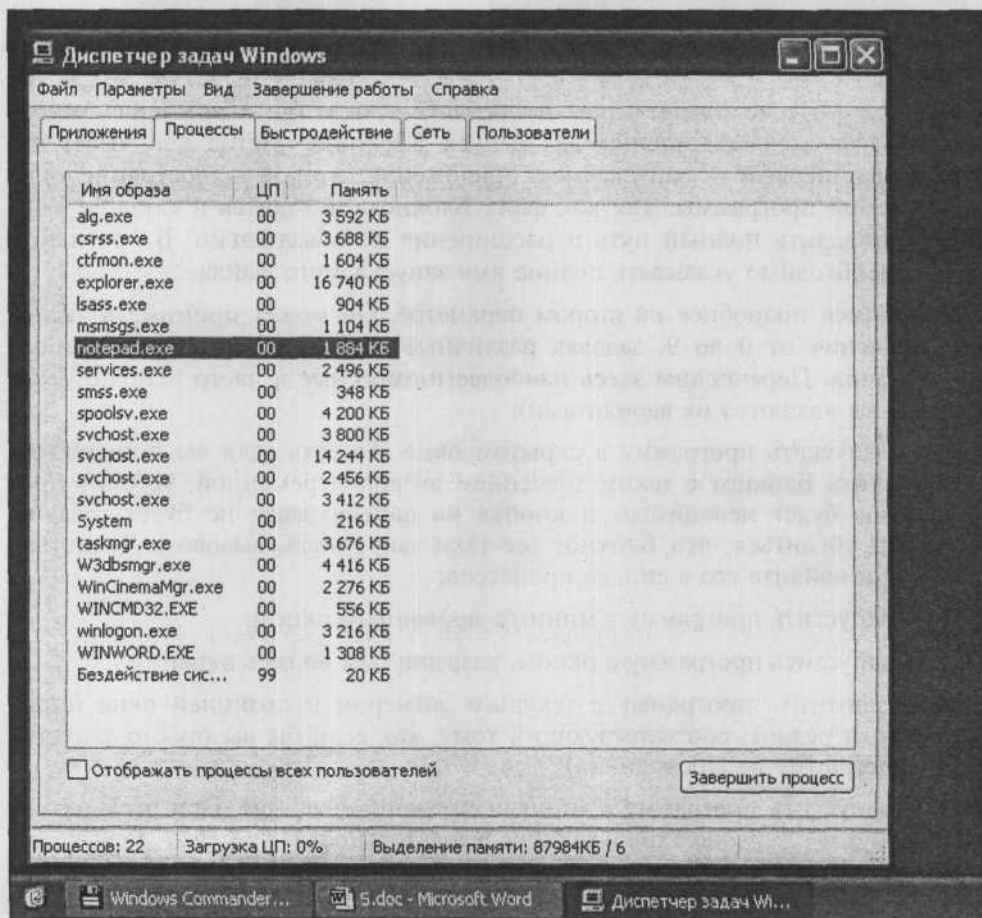 Диспетчер задач Windows
Файл Параметры Вид Завершение работы Справка
Приложения Процессы Быстродействие Сеть Пользователи
Имя образа ЦП Память
alg.exe 00 3 592 КБ
csrss.exe 00 3 688 КБ
ctfmon.exe 00 1 604 КБ
explorer.exe 00 16 740 КБ
lsass.exe 00 904 КБ
msmsgs.exe 00 1 104 КБ
notepad.exe 00 1 884 КБ
services.exe 00 2 496 КБ
smss.exe 00 348 КБ
spoolsv.exe 00 4 200 КБ
svchost.exe 00 3 800 КБ
svchost.exe 00 14 244 КБ
svchost.exe 00 2 456 КБ
svchost.exe 00 3 412 КБ
System 00 216 КБ
taskmgr.exe 00 3 676 КБ
W3dbsmgr.exe 00 4 416 КБ
WinCinemaMgr.exe 00 2 276 КБ
WINCMD32.EXE 00 556 КБ
winlogon.exe 00 3 216 КБ
WINWORD.EXE 00 1 308 КБ
Бездействие сис... 99 20 КБ
Отображать процессы всех пользователей
Завершить процесс
Процессов: 22 Загрузка ЦП: 0% Выделение памяти: 87984КБ / 6
Windows Commander... 5.doc - Microsoft Word Диспетчер задач Wi...